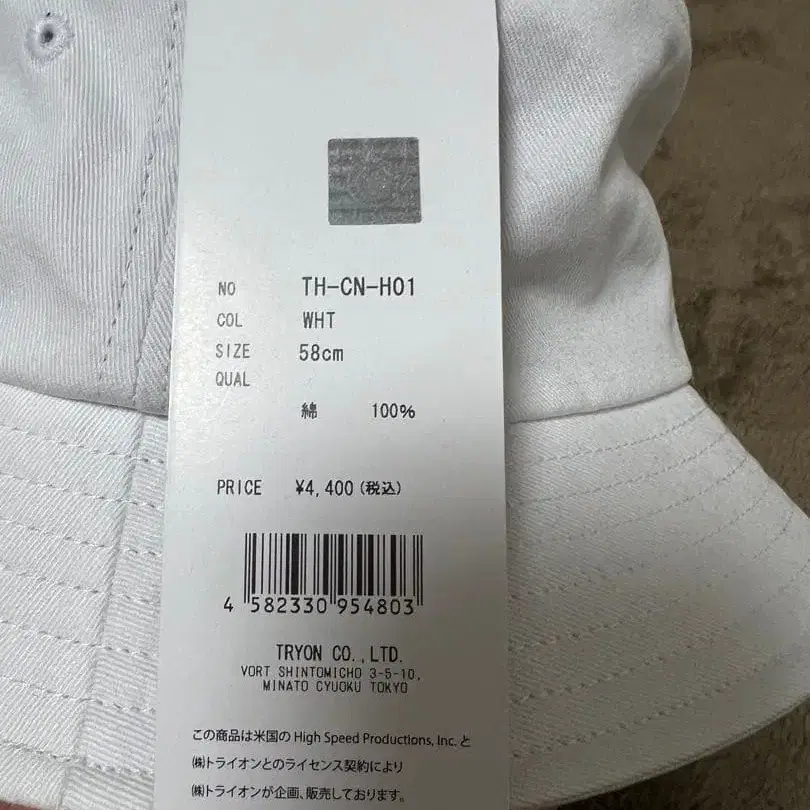 NO TH-CN-H01
COL WHT
SIZE 58cm
QUAL
綿 100%
PRICE ¥4,400(税込)
4 582330 954803
TRYON CO.,LTD.
VORT SHINTOMICHO 3-5-10,
MINATO CYUOKU TOKYO
この商品は米国の High Speed Productions, Inc. と
㈱トライオンとのライセンス契約により
㈱トライオンが企画、販売しております。